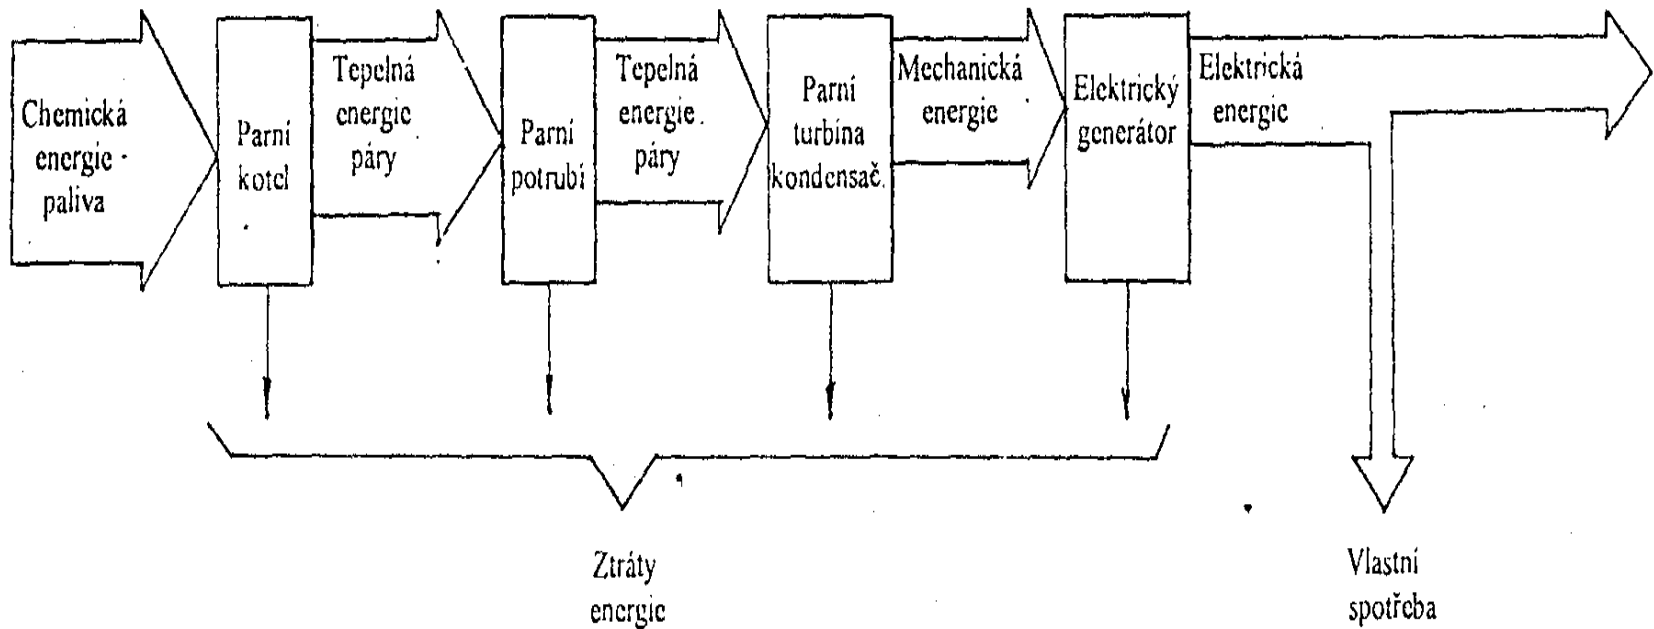 Chemická
energie
paliva
Parní
kotel
Tepelná
energie
páry
Parní
potrubí
Tepelná
energie
páry
Parní
turbína
kondensač.
Mechanická
energie
Elektrický
generátor
Elektrická
energie
Ztráty
energie
Vlastní
spotřeba